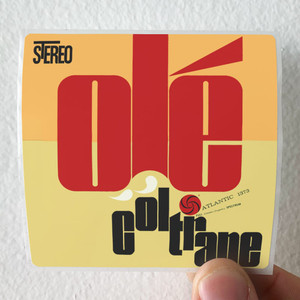 STEREO
olé
ATLANTIC 1373
coltrane